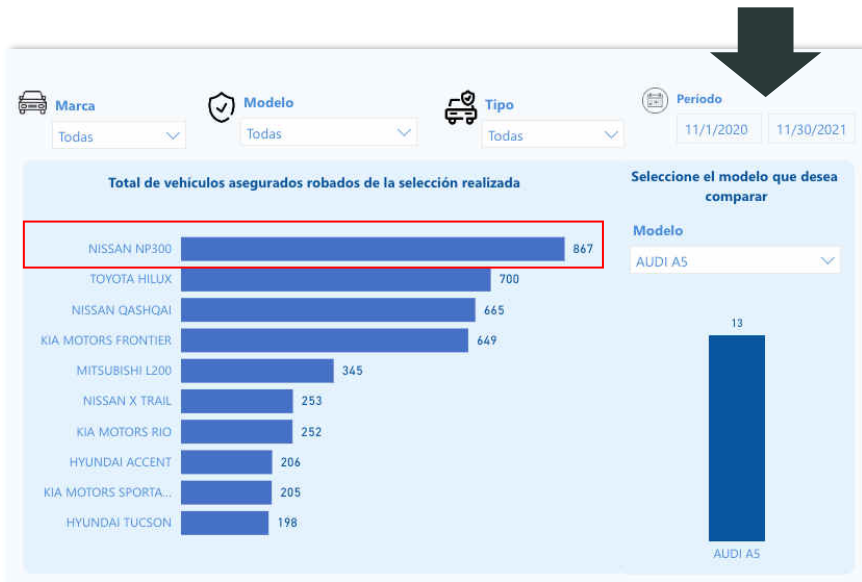 Marca
Todas
Modelo
Todas
Tipo
Todas
Período
11/1/2020 11/30/2021
Total de vehículos asegurados robados de la selección realizada
NISSAN NP300 867
TOYOTA HILUX 700
NISSAN QASHQAI 665
KIA MOTORS FRONTIER 649
MITSUBISHI L200 345
NISSAN X TRAIL 253
KIA MOTORS RIO 252
HYUNDAI ACCENT 206
KIA MOTORS SPORTA... 205
HYUNDAI TUCSON 198
Seleccione el modelo que desea
comparar
Modelo
AUDI A5
13
AUDI A5